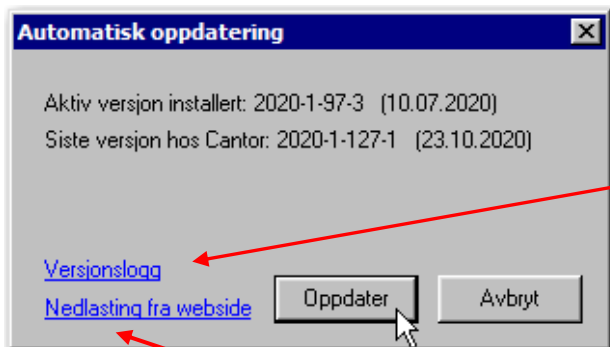 Automatisk oppdatering
Aktiv versjon installert: 2020-1-97-3 (10.07.2020)
Siste versjon hos Cantor: 2020-1-127-1 (23.10.2020)
Versjonslogg
Nedlasting fra webside
Oppdater
Avbryt